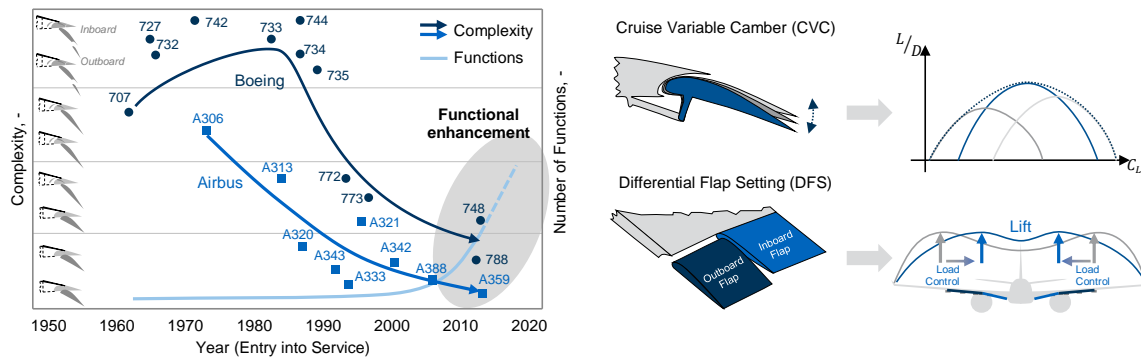 Inboard
Outboard
727
732
742
733
744
734
735
Complexity
Functions
Boeing
707
A306
Functional
enhancement
A313
Airbus
772
773
A321
748
A320
A343
A333
A342
A388
788
A359
Complexity, -
Number of Functions, -
1950
1960
1970
1980
1990
2000
2010
2020
Year (Entry into Service)
Cruise Variable Camber (CVC)
L/D
C_L
Differential Flap Setting (DFS)
Inboard
Flap
Outboard
Flap
Lift
Load
Control
Load
Control